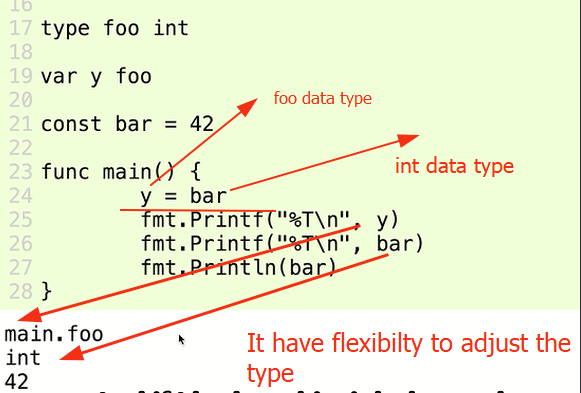 16
17 type foo int
18
19 var y foo
foo data type
20
21 const bar = 42
22
23 func main() {
int data type
24 y = bar
25 fmt.Printf("%T\n", y)
26 fmt.Printf("%T\n", bar)
27 fmt.Println(bar)
28 }
main.foo
It have flexibilty to adjust the
int
type
42